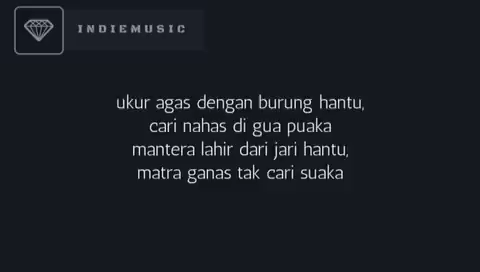 INDIEMUSIC
ukur agas dengan burung hantu,
cari nahas di gua puaka
mantera lahir dari jari hantu,
matra ganas tak cari suaka